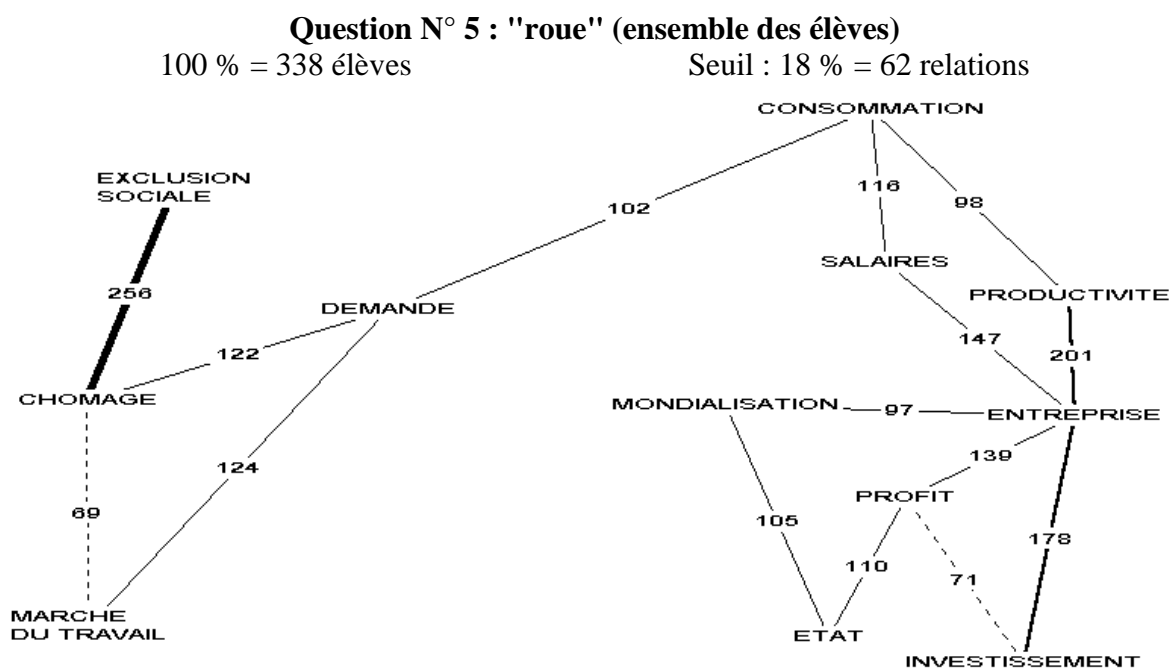 Question N° 5 : "roue" (ensemble des élèves)
100 % = 338 élèves Seuil : 18 % = 62 relations
CONSOMMATION
EXCLUSION
SOCIALE
116
98
102
SALAIRES
PRODUCTIVITE
256
DEMANDE
147
201
122
CHOMAGE
MONDIALISATION
97
ENTREPRISE
139
124
PROFIT
69
105
178
110
71
MARCHE
DU TRAVAIL
ETAT
INVESTISSEMENT